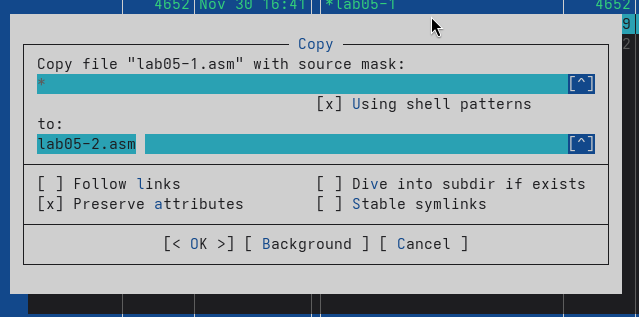 4652 Nov 30 16:41 *lab05-1 4652
9
2
Copy
Copy file "lab05-1.asm" with source mask:
* [^]
[x] Using shell patterns
to:
lab05-2.asm [^]
[ ] Follow links [ ] Dive into subdir if exists
[x] Preserve attributes [ ] Stable symlinks
[< OK >] [ Background ] [ Cancel ]